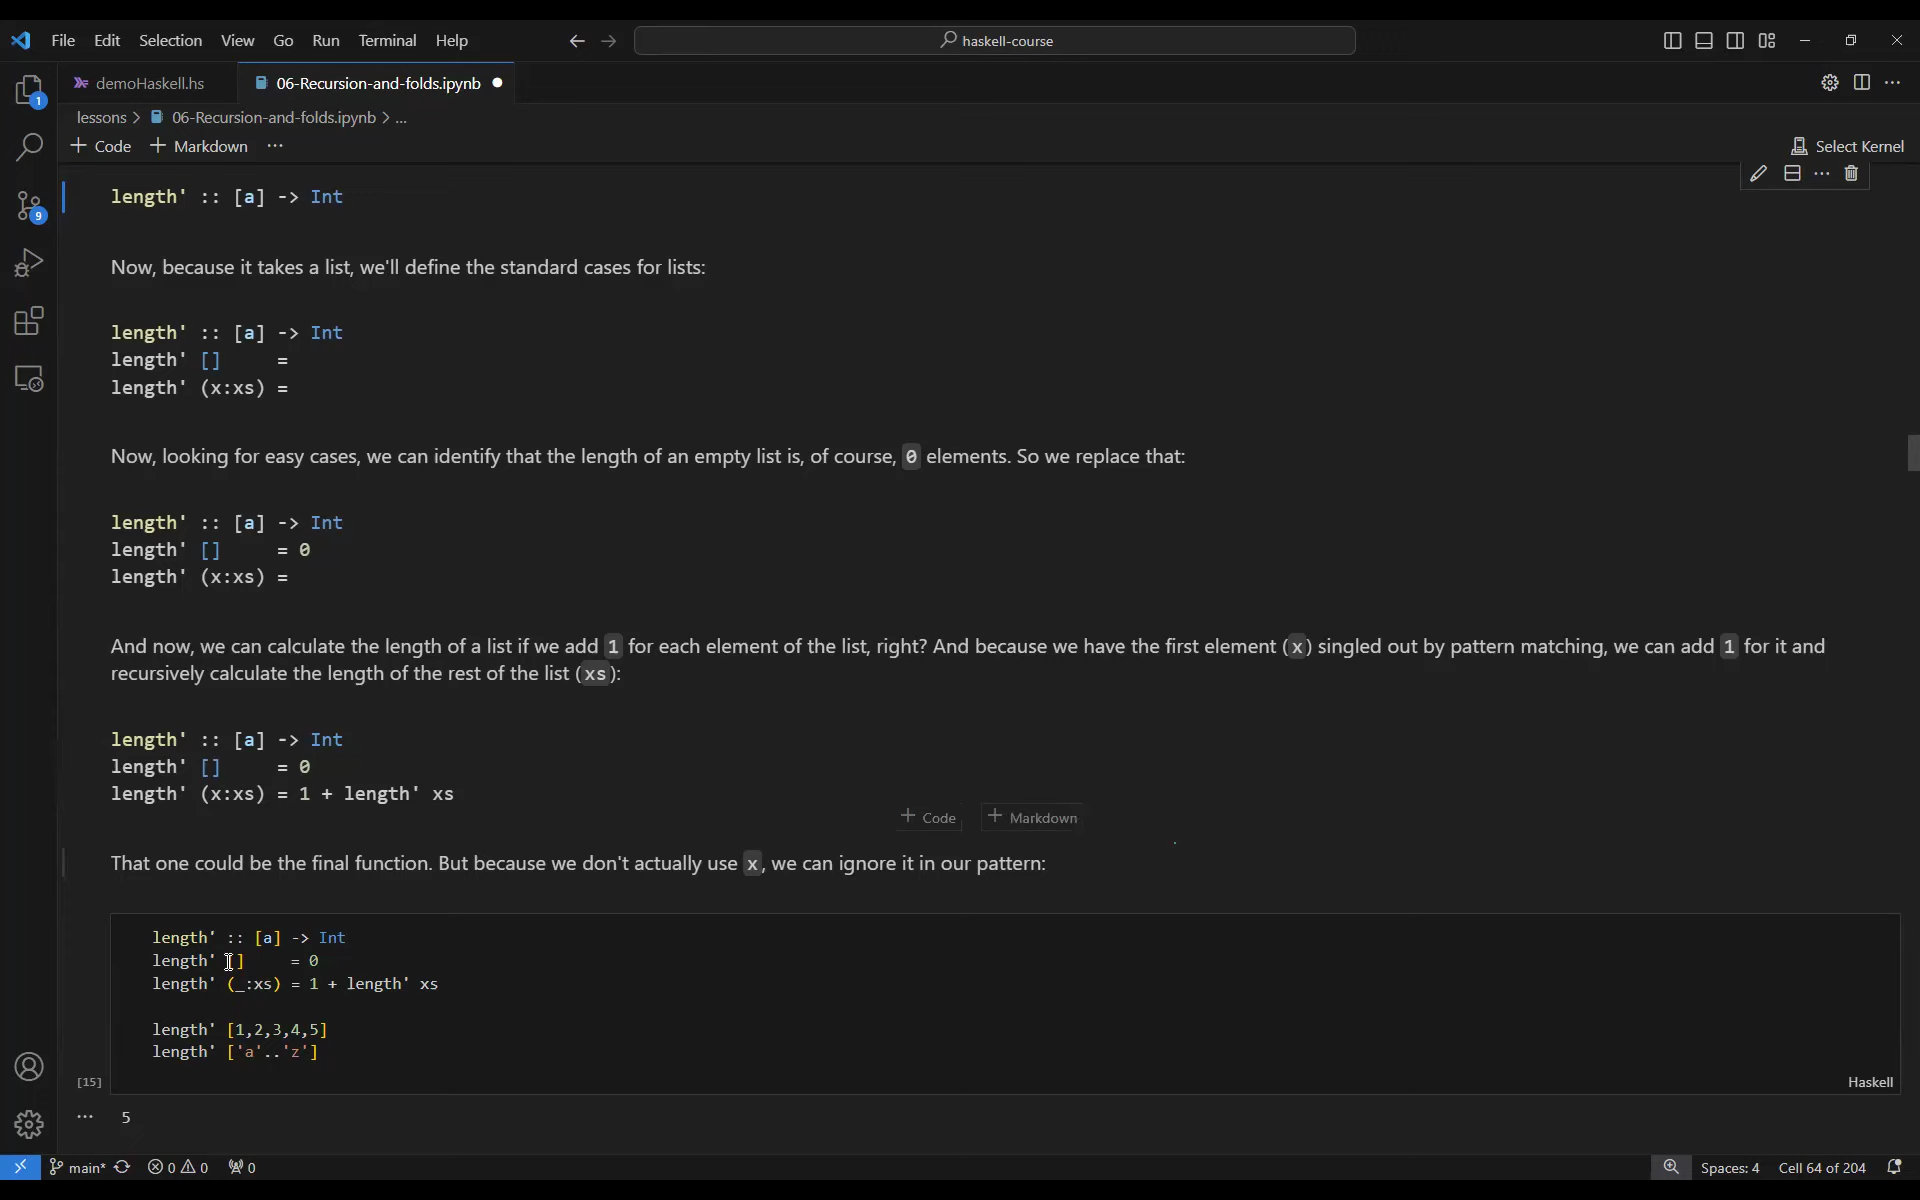 File Edit Selection View Go Run Terminal Help
haskell-course
demoHaskell.hs
06-Recursion-and-folds.ipynb
lessons > 06-Recursion-and-folds.ipynb > ...
+ Code + Markdown ...
Select Kernel
length' :: [a] -> Int
Now, because it takes a list, we'll define the standard cases for lists:
length' :: [a] -> Int
length' []     =
length' (x:xs) =
Now, looking for easy cases, we can identify that the length of an empty list is, of course, 0 elements. So we replace that:
length' :: [a] -> Int
length' []     = 0
length' (x:xs) =
And now, we can calculate the length of a list if we add 1 for each element of the list, right? And because we have the first element (x) singled out by pattern matching, we can add 1 for it and
recursively calculate the length of the rest of the list (xs):
length' :: [a] -> Int
length' []     = 0
length' (x:xs) = 1 + length' xs
+ Code + Markdown
That one could be the final function. But because we don't actually use x, we can ignore it in our pattern:
length' :: [a] -> Int
length' []     = 0
length' (_:xs) = 1 + length' xs
length' [1,2,3,4,5]
length' ['a'..'z']
[15]
Haskell
... 5
1
9
main* 0 0 0
Spaces: 4 Cell 64 of 204